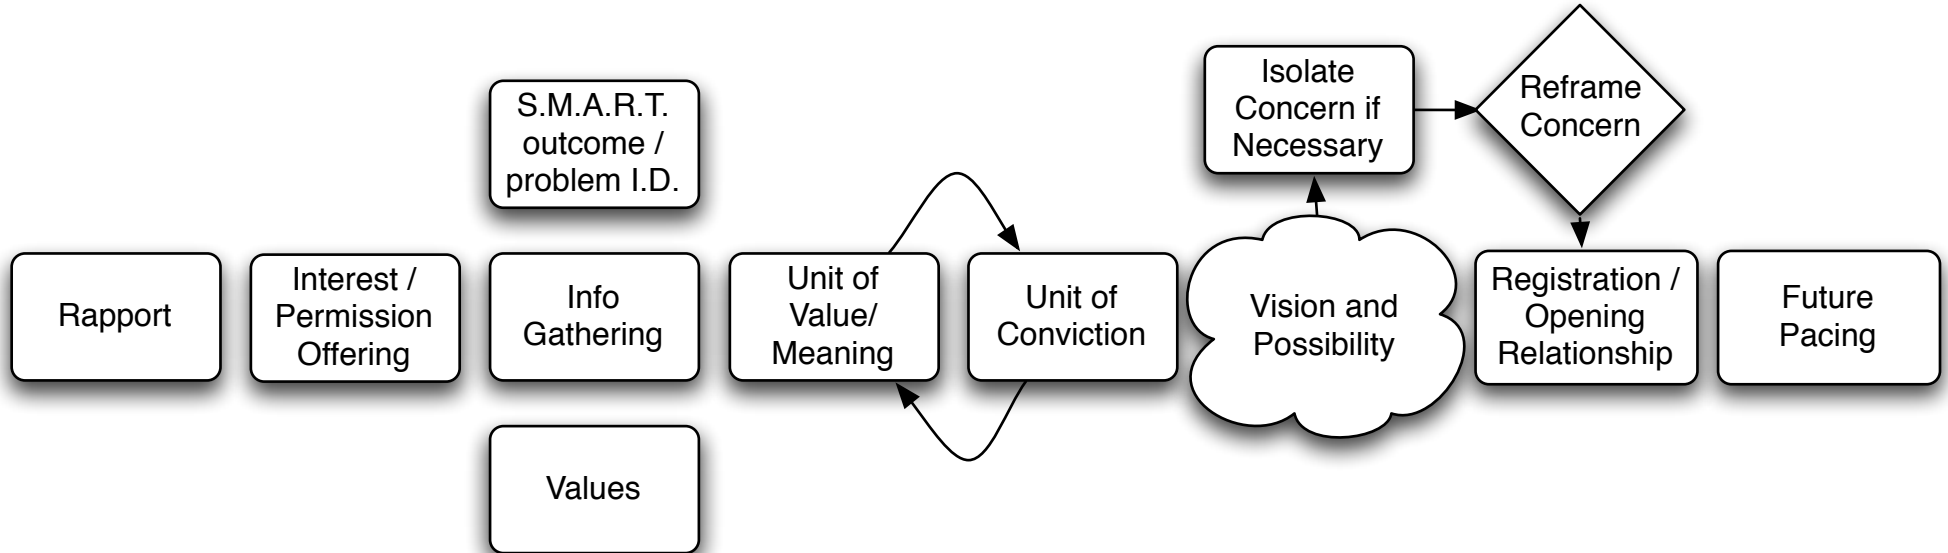 Rapport
Interest /
Permission
Offering
S.M.A.R.T.
outcome /
problem I.D.
Info
Gathering
Values
Unit of
Value/
Meaning
Unit of
Conviction
Vision and
Possibility
Isolate
Concern if
Necessary
Reframe
Concern
Registration /
Opening
Relationship
Future
Pacing